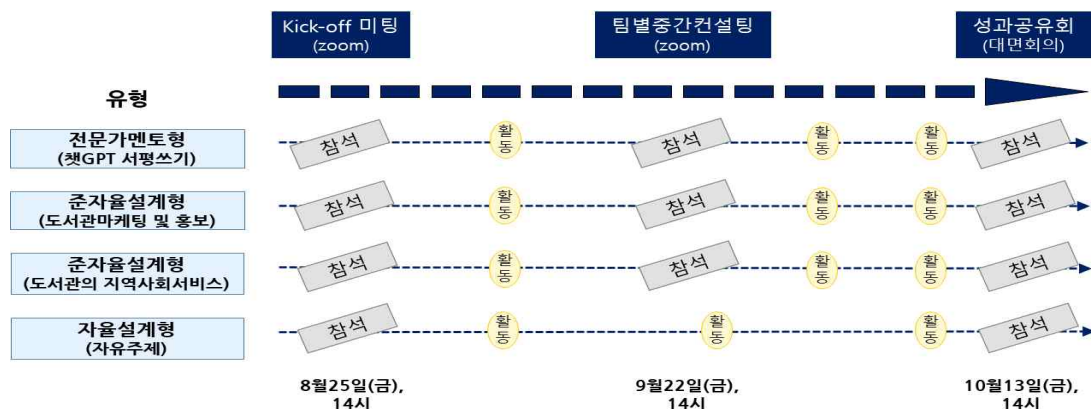 Kick-off 미팅
(zoom)
팀별중간컨설팅
(zoom)
성과공유회
(대면회의)
유형
전문가멘토형
(챗GPT 서평쓰기)
참석
활동
참석
활동
활동
참석
준자율설계형
(도서관마케팅 및 홍보)
참석
활동
참석
활동
활동
참석
준자율설계형
(도서관의 지역사회서비스)
참석
활동
참석
활동
활동
참석
자율설계형
(자유주제)
참석
활동
활동
활동
참석
8월25일(금),
14시
9월22일(금),
14시
10월13일(금),
14시